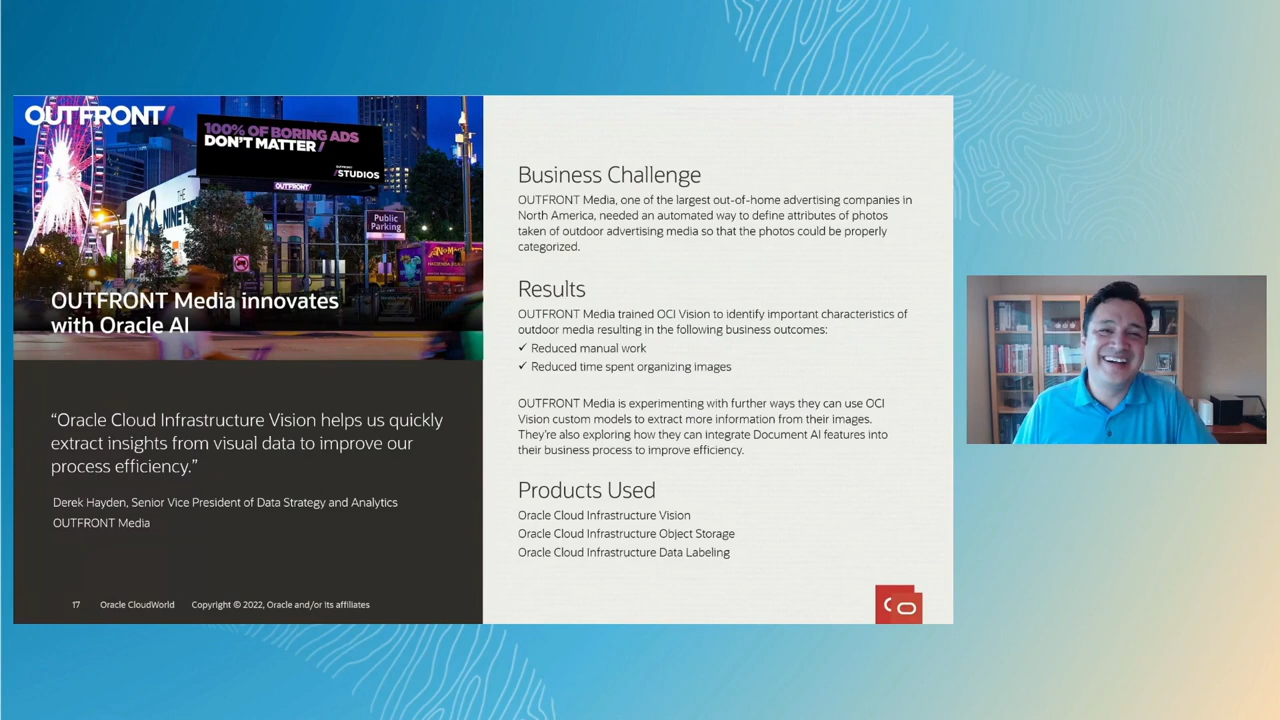 OUTFRONT/
100% OF BORING ADS
DON'T MATTER/
OUTFRONT
/STUDIOS
OUTFRONT/
THE
NINET
Public
Parking
OUTFRONT Media innovates
with Oracle AI
“Oracle Cloud Infrastructure Vision helps us quickly
extract insights from visual data to improve our
process efficiency.”
Derek Hayden, Senior Vice President of Data Strategy and Analytics
OUTFRONT Media
17 Oracle CloudWorld Copyright © 2022, Oracle and/or its affiliates
Business Challenge
OUTFRONT Media, one of the largest out-of-home advertising companies in
North America, needed an automated way to define attributes of photos
taken of outdoor advertising media so that the photos could be properly
categorized.
Results
OUTFRONT Media trained OCI Vision to identify important characteristics of
outdoor media resulting in the following business outcomes:
✓ Reduced manual work
✓ Reduced time spent organizing images
OUTFRONT Media is experimenting with further ways they can use OCI
Vision custom models to extract more information from their images.
They’re also exploring how they can integrate Document AI features into
their business process to improve efficiency.
Products Used
Oracle Cloud Infrastructure Vision
Oracle Cloud Infrastructure Object Storage
Oracle Cloud Infrastructure Data Labeling